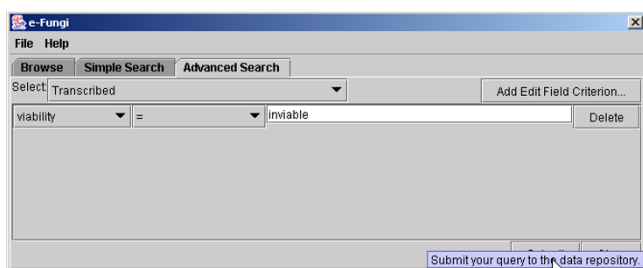 e-Fungi
File Help
Browse Simple Search Advanced Search
Select: Transcribed Add Edit Field Criterion...
viability = inviable Delete
Submit your query to the data repository.